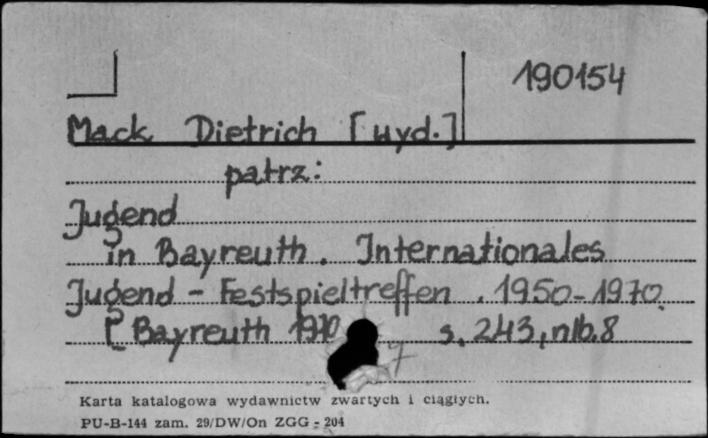 190154
Mack Dietrich [wyd.]
patrz:
Jugend
in Bayreuth. Internationales
Jugend - Festspieltreffen. 1950-1970.
[Bayreuth 1970] s. 243, nlb. 8
Karta katalogowa wydawnictw zwartych i ciągłych.
PU-B-144 zam. 29/DW/On ZGG - 204